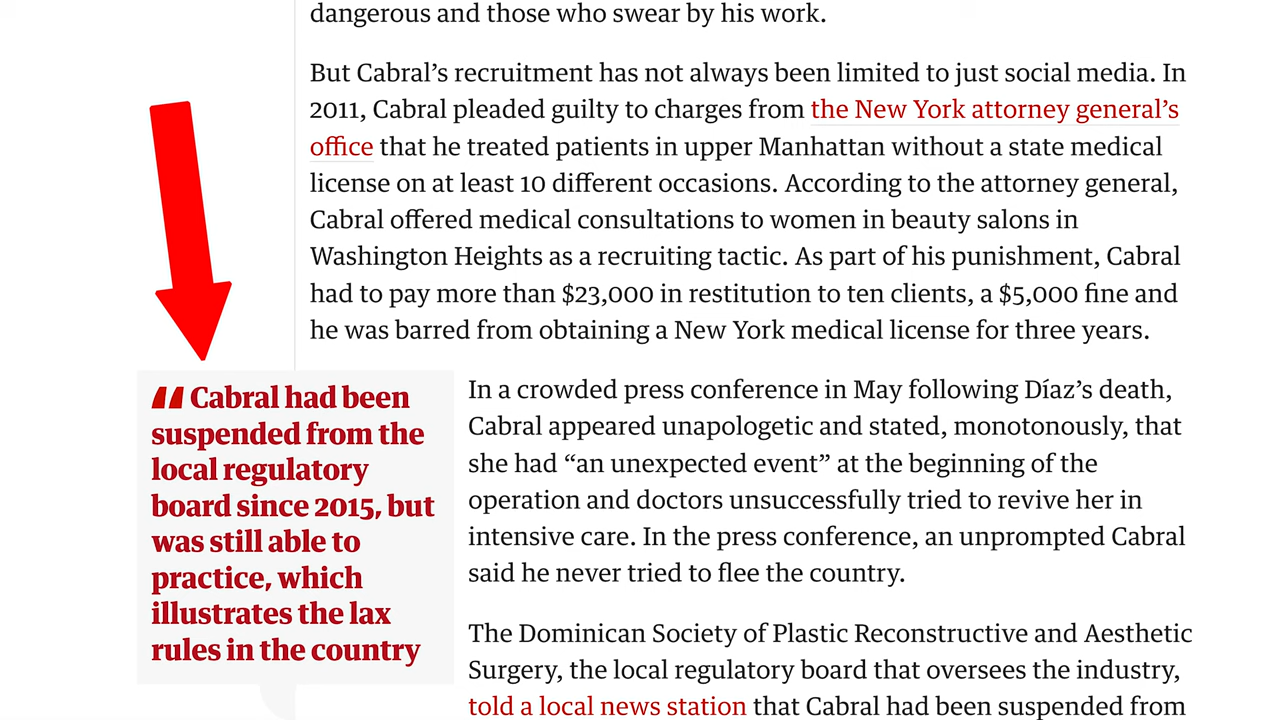 dangerous and those who swear by his work.
But Cabral’s recruitment has not always been limited to just social media. In
2011, Cabral pleaded guilty to charges from the New York attorney general’s
office that he treated patients in upper Manhattan without a state medical
license on at least 10 different occasions. According to the attorney general,
Cabral offered medical consultations to women in beauty salons in
Washington Heights as a recruiting tactic. As part of his punishment, Cabral
had to pay more than $23,000 in restitution to ten clients, a $5,000 fine and
he was barred from obtaining a New York medical license for three years.
“Cabral had been
suspended from the
local regulatory
board since 2015, but
was still able to
practice, which
illustrates the lax
rules in the country
In a crowded press conference in May following Díaz’s death,
Cabral appeared unapologetic and stated, monotonously, that
she had “an unexpected event” at the beginning of the
operation and doctors unsuccessfully tried to revive her in
intensive care. In the press conference, an unprompted Cabral
said he never tried to flee the country.
The Dominican Society of Plastic Reconstructive and Aesthetic
Surgery, the local regulatory board that oversees the industry,
told a local news station that Cabral had been suspended from